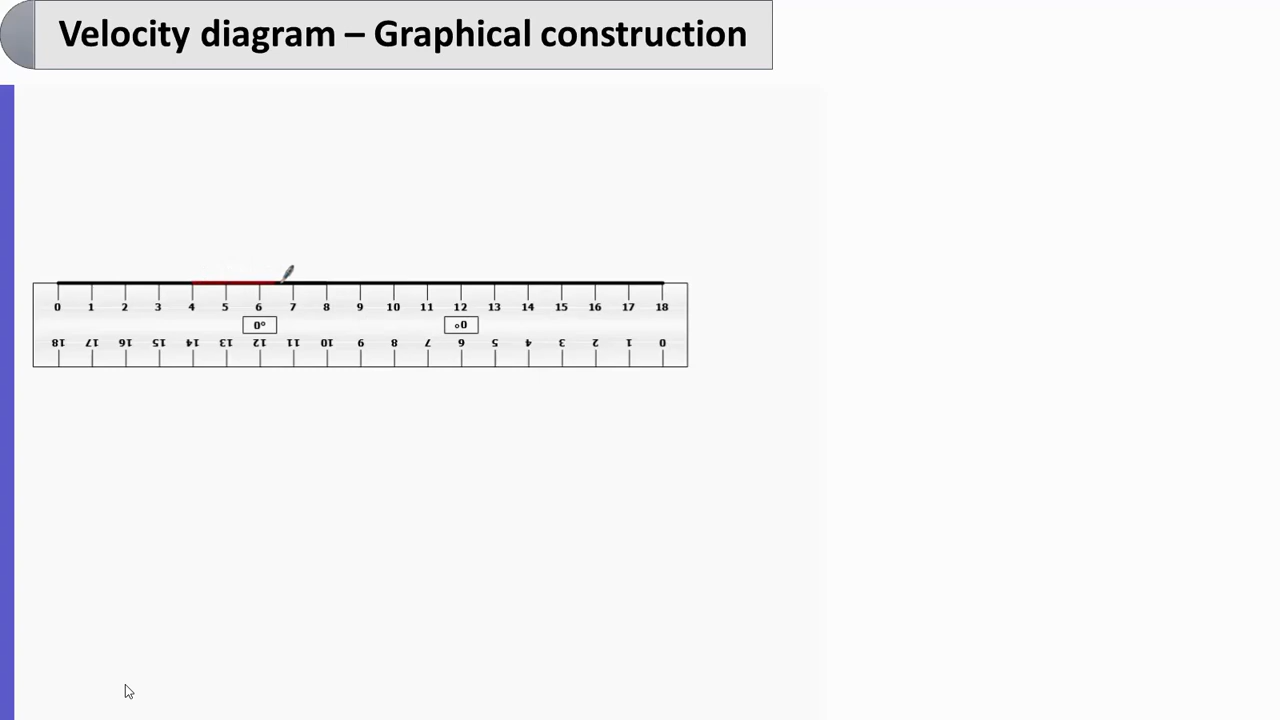 Velocity diagram – Graphical construction
0 1 2 3 4 5 6 7 8 9 10 11 12 13 14 15 16 17 18
0° 0°
18 17 16 15 14 13 12 11 10 9 8 7 6 5 4 3 2 1 0